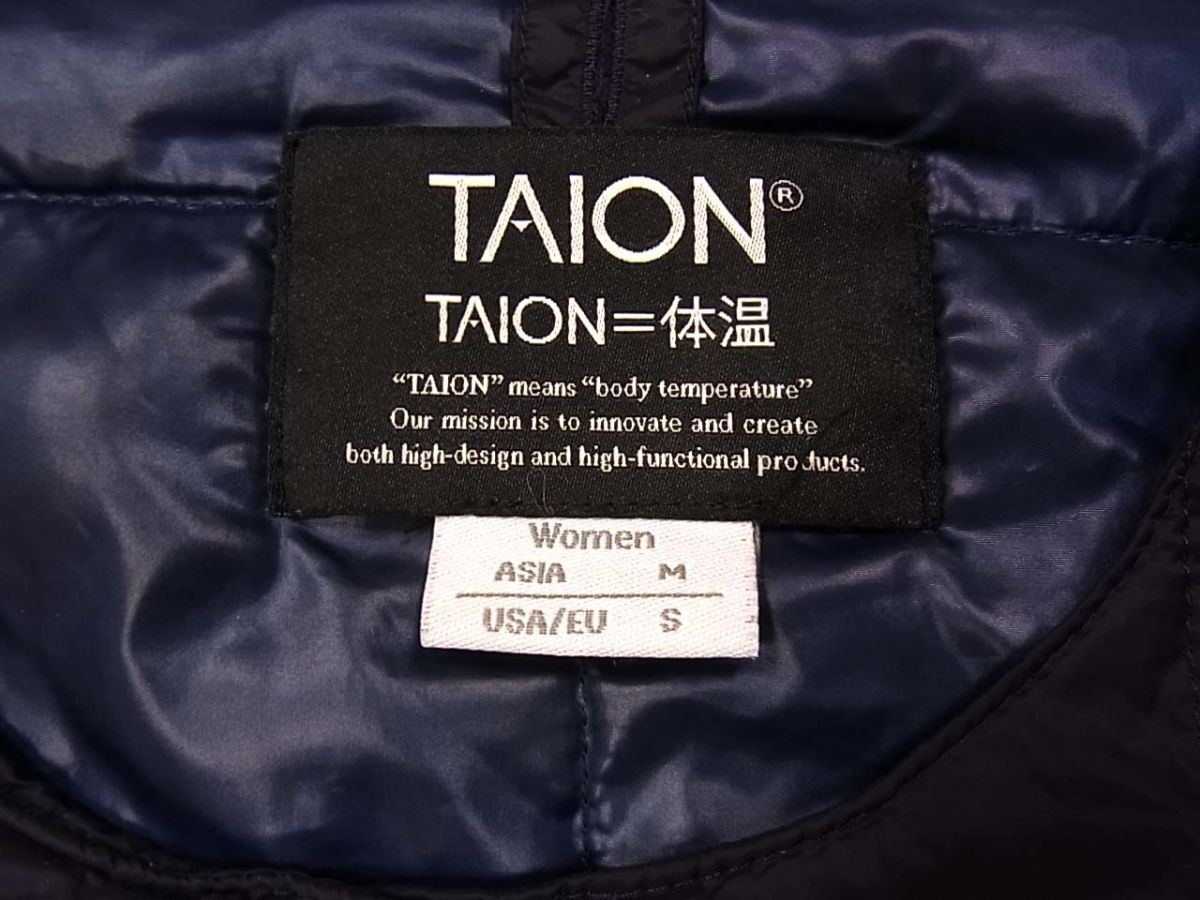 TAION®
TAION=体温
“TAION” means “body temperature”
Our mission is to innovate and create
both high-design and high-functional products.
Women
ASIA M
USA/EU S